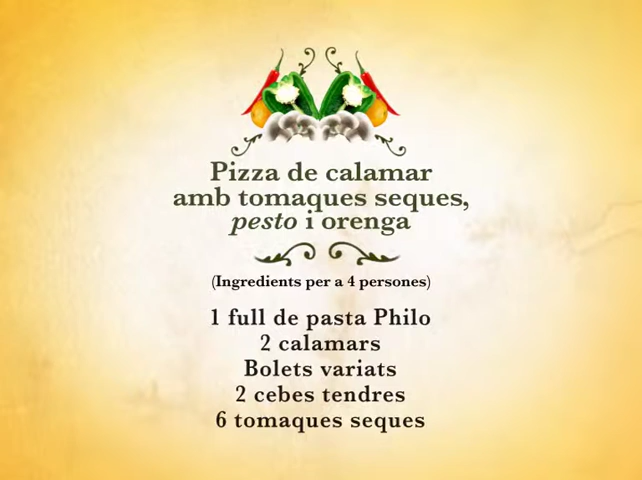 Pizza de calamar
amb tomaques seques,
pesto i orenga
(Ingredients per a 4 persones)
1 full de pasta Philo
2 calamars
Bolets variats
2 cebes tendres
6 tomaques seques